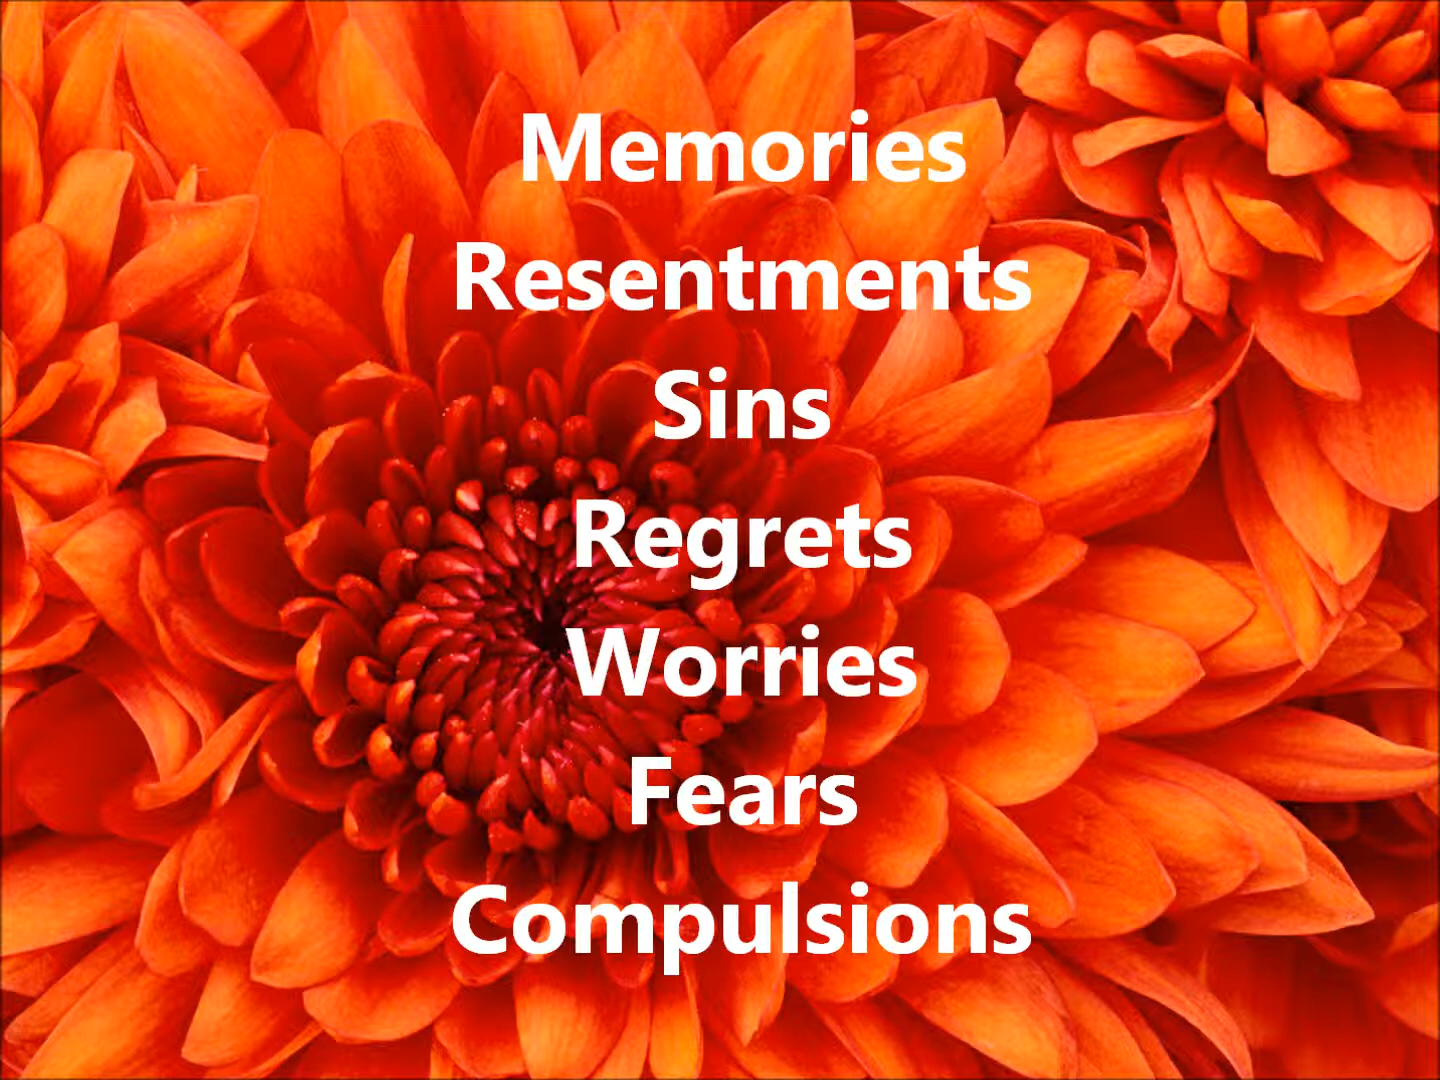 Memories
Resentments
Sins
Regrets
Worries
Fears
Compulsions